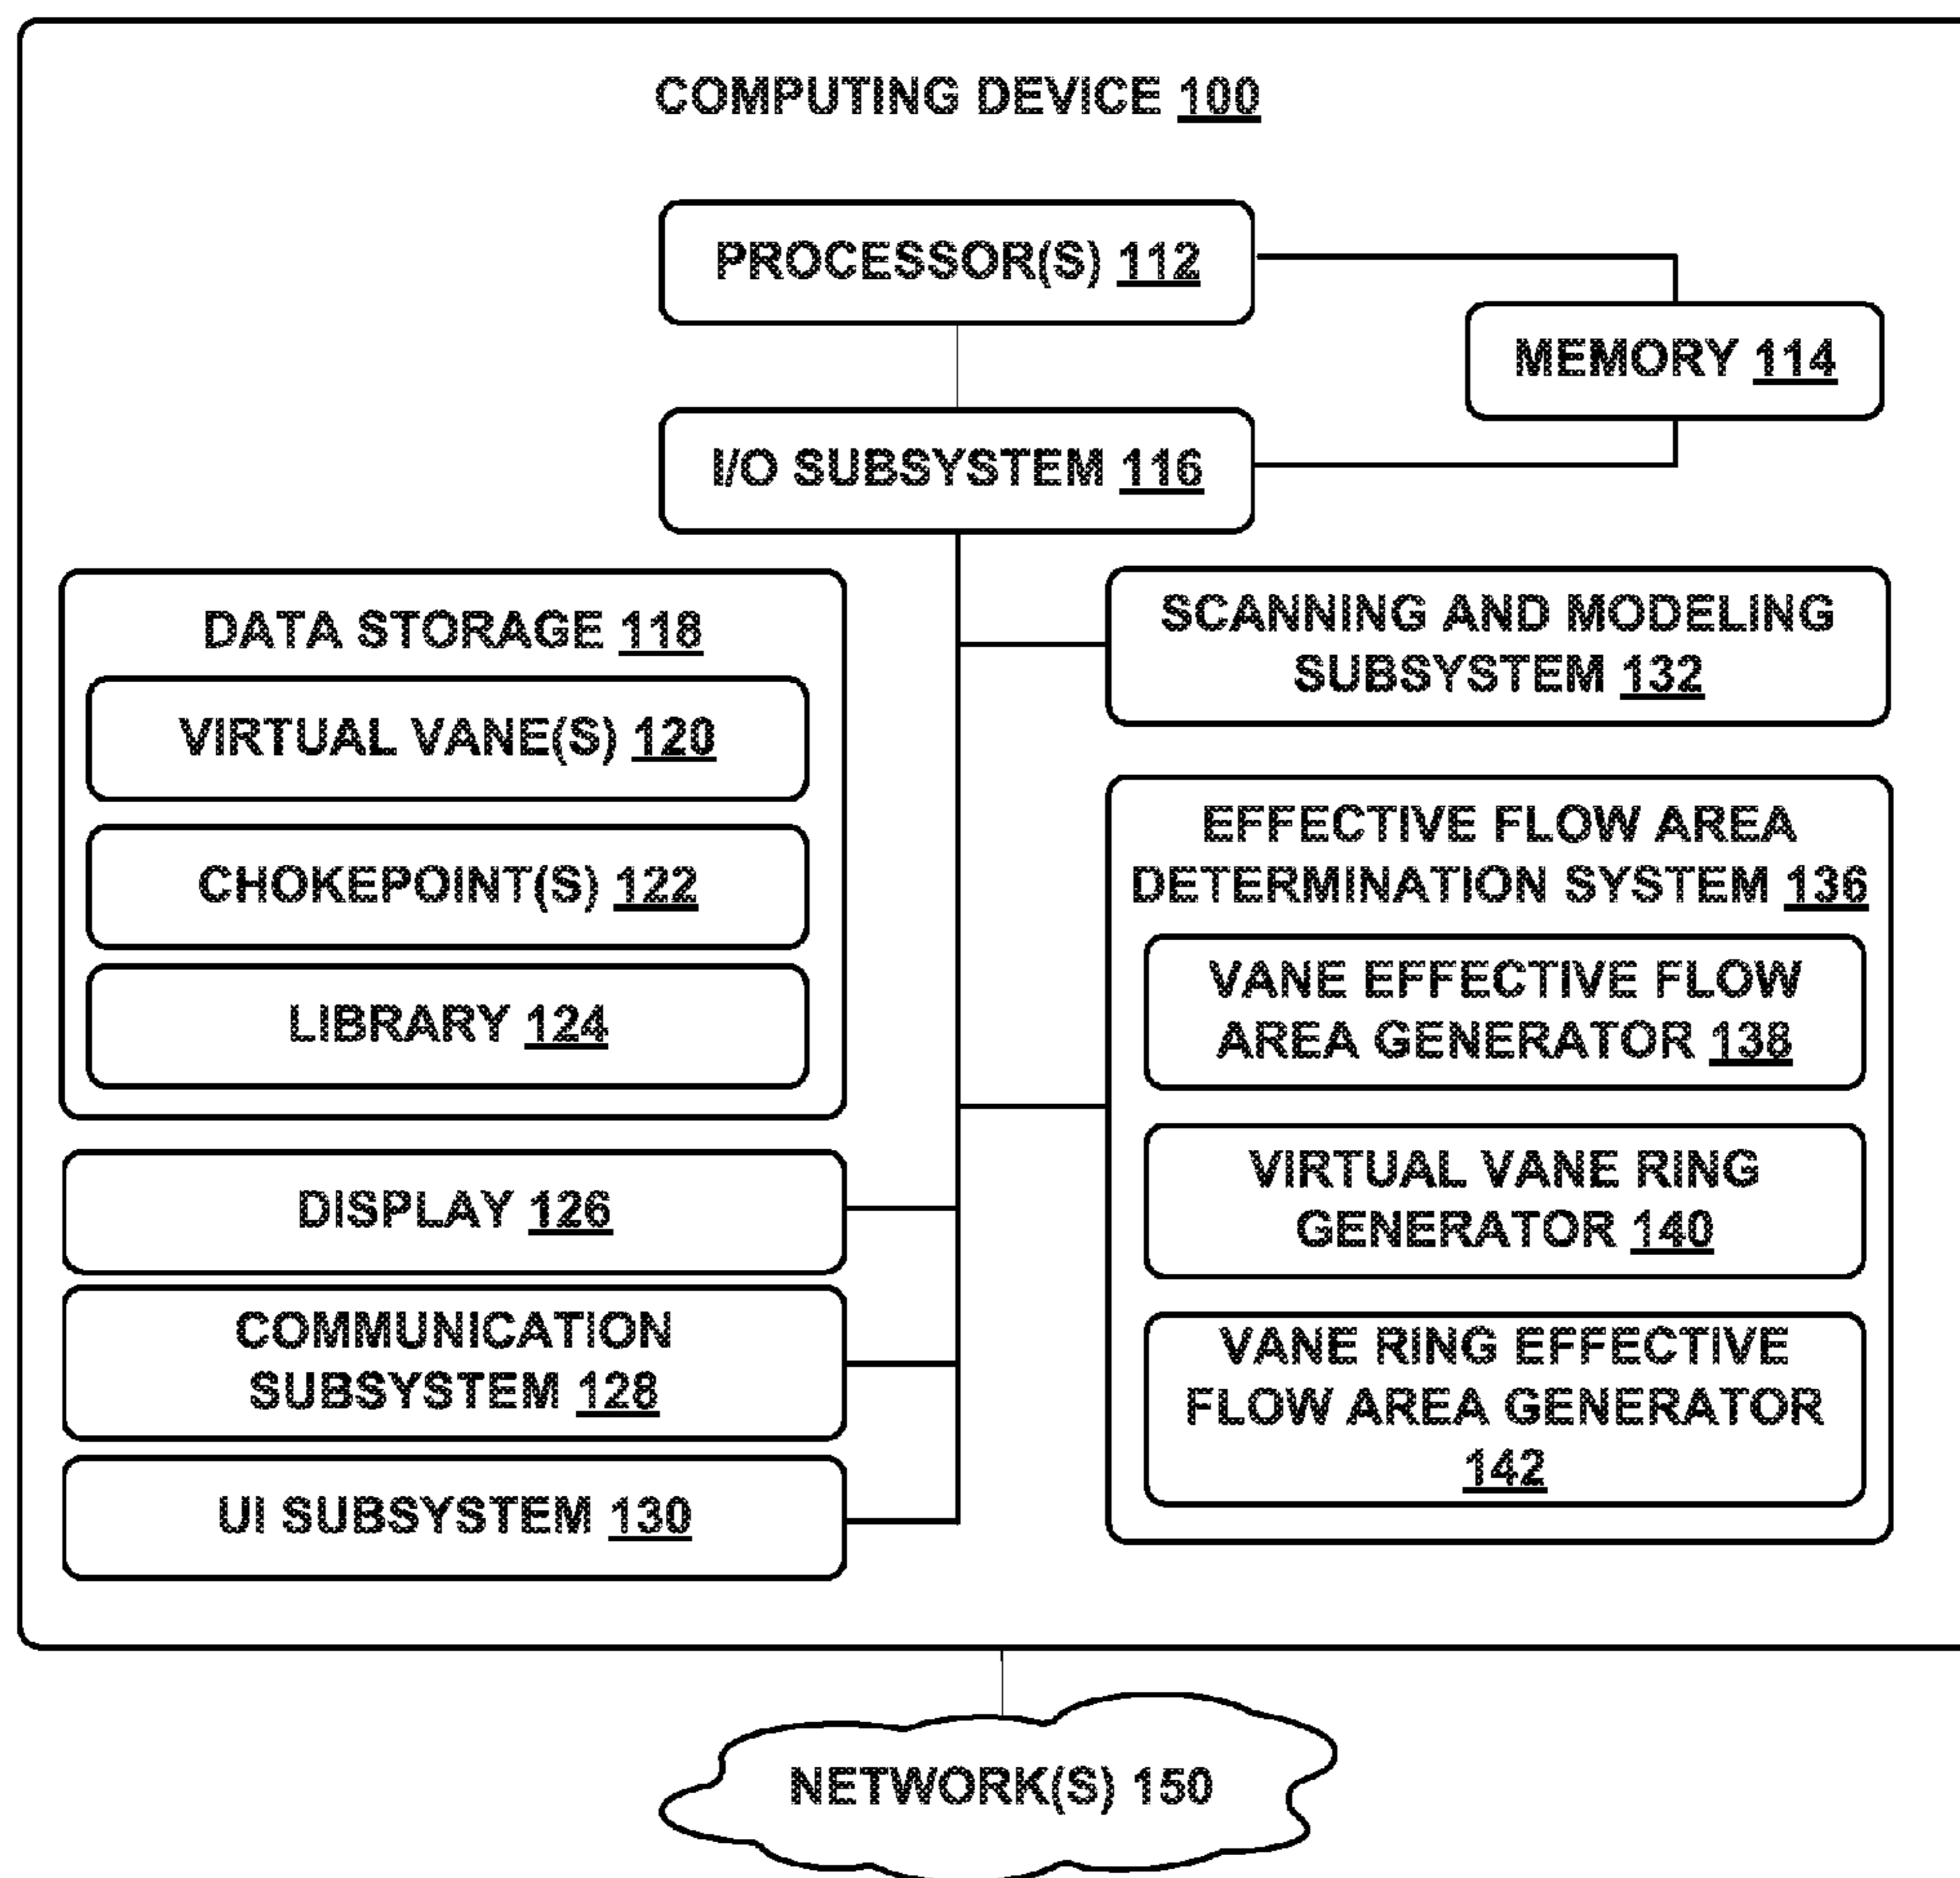 COMPUTING DEVICE 100
PROCESSOR(S) 112
MEMORY 114
I/O SUBSYSTEM 116
DATA STORAGE 118
VIRTUAL VANE(S) 120
CHOKEPOINT(S) 122
LIBRARY 124
DISPLAY 126
COMMUNICATION
SUBSYSTEM 128
UI SUBSYSTEM 130
SCANNING AND MODELING
SUBSYSTEM 132
EFFECTIVE FLOW AREA
DETERMINATION SYSTEM 136
VANE EFFECTIVE FLOW
AREA GENERATOR 138
VIRTUAL VANE RING
GENERATOR 140
VANE RING EFFECTIVE
FLOW AREA GENERATOR
142
NETWORK(S) 150